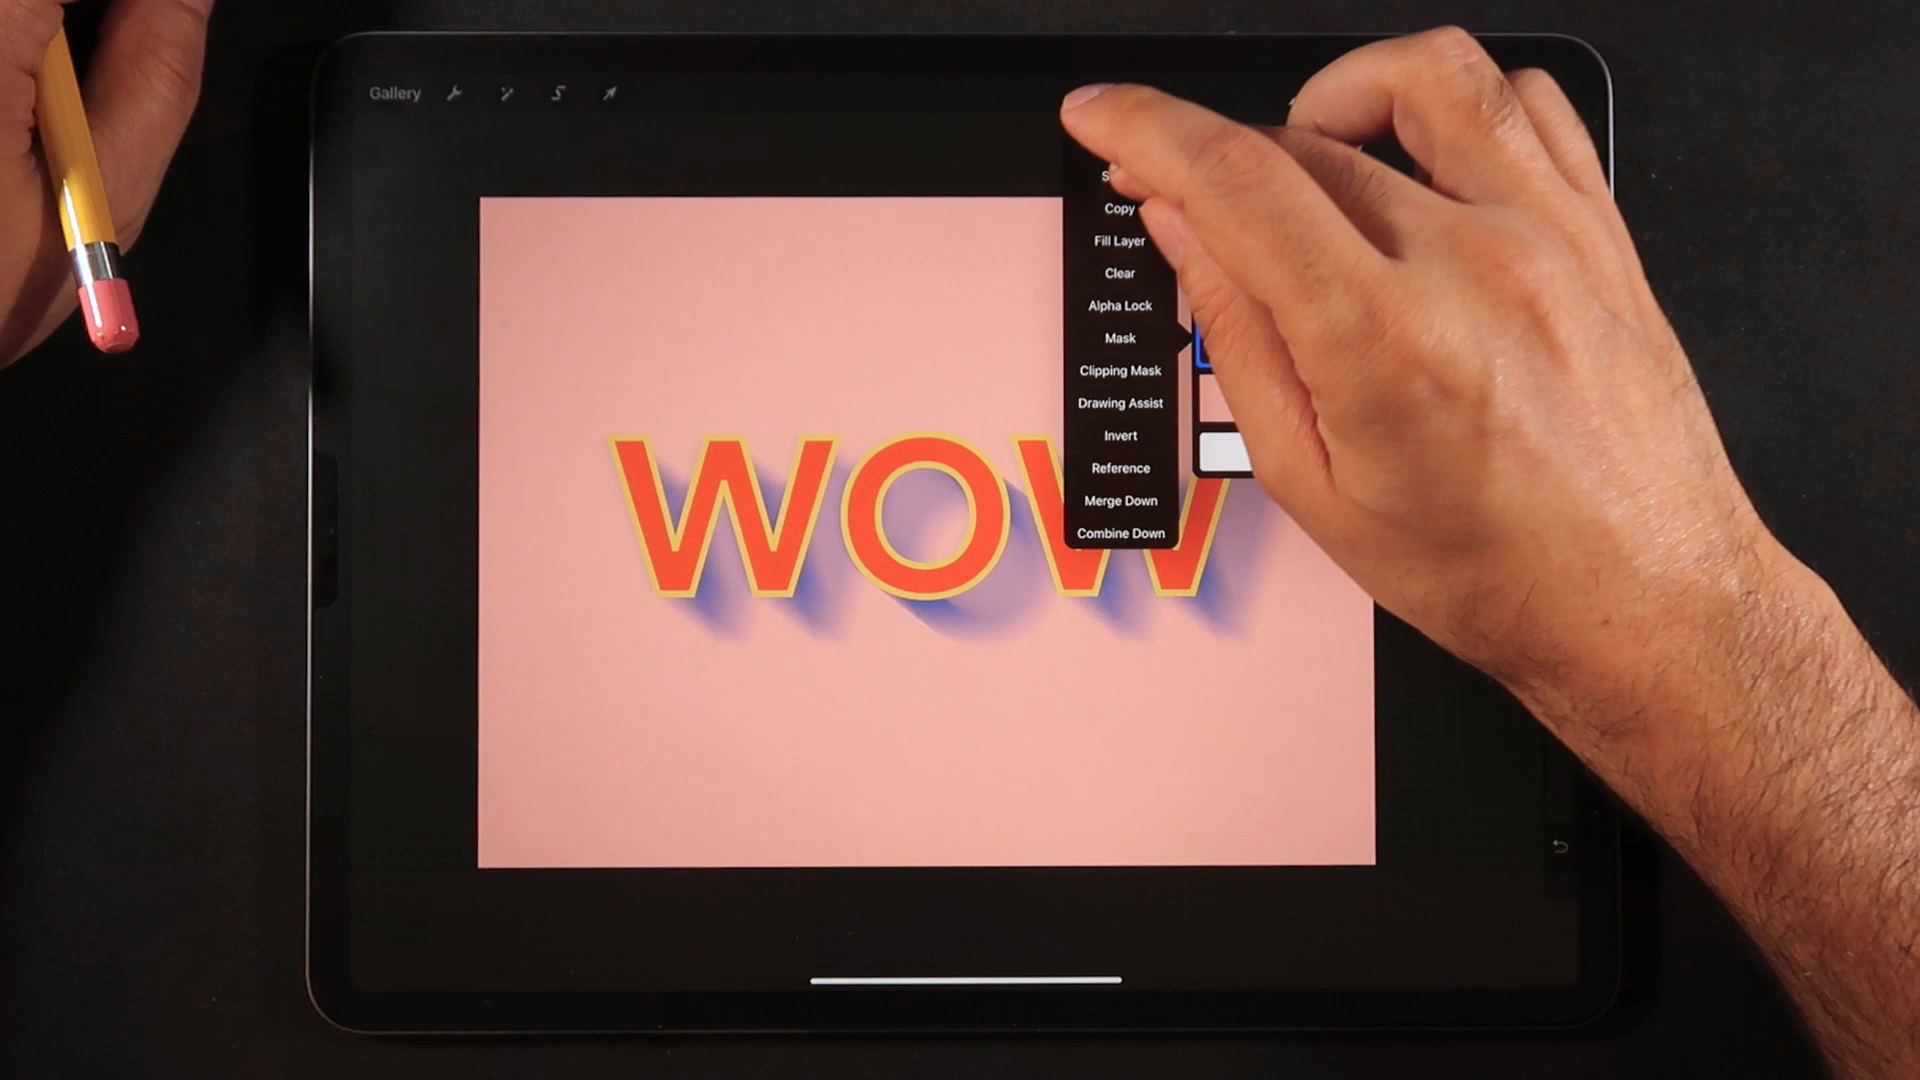 Gallery
Copy
Fill Layer
Clear
Alpha Lock
Mask
Clipping Mask
Drawing Assist
Invert
Reference
Merge Down
Combine Down
WOW